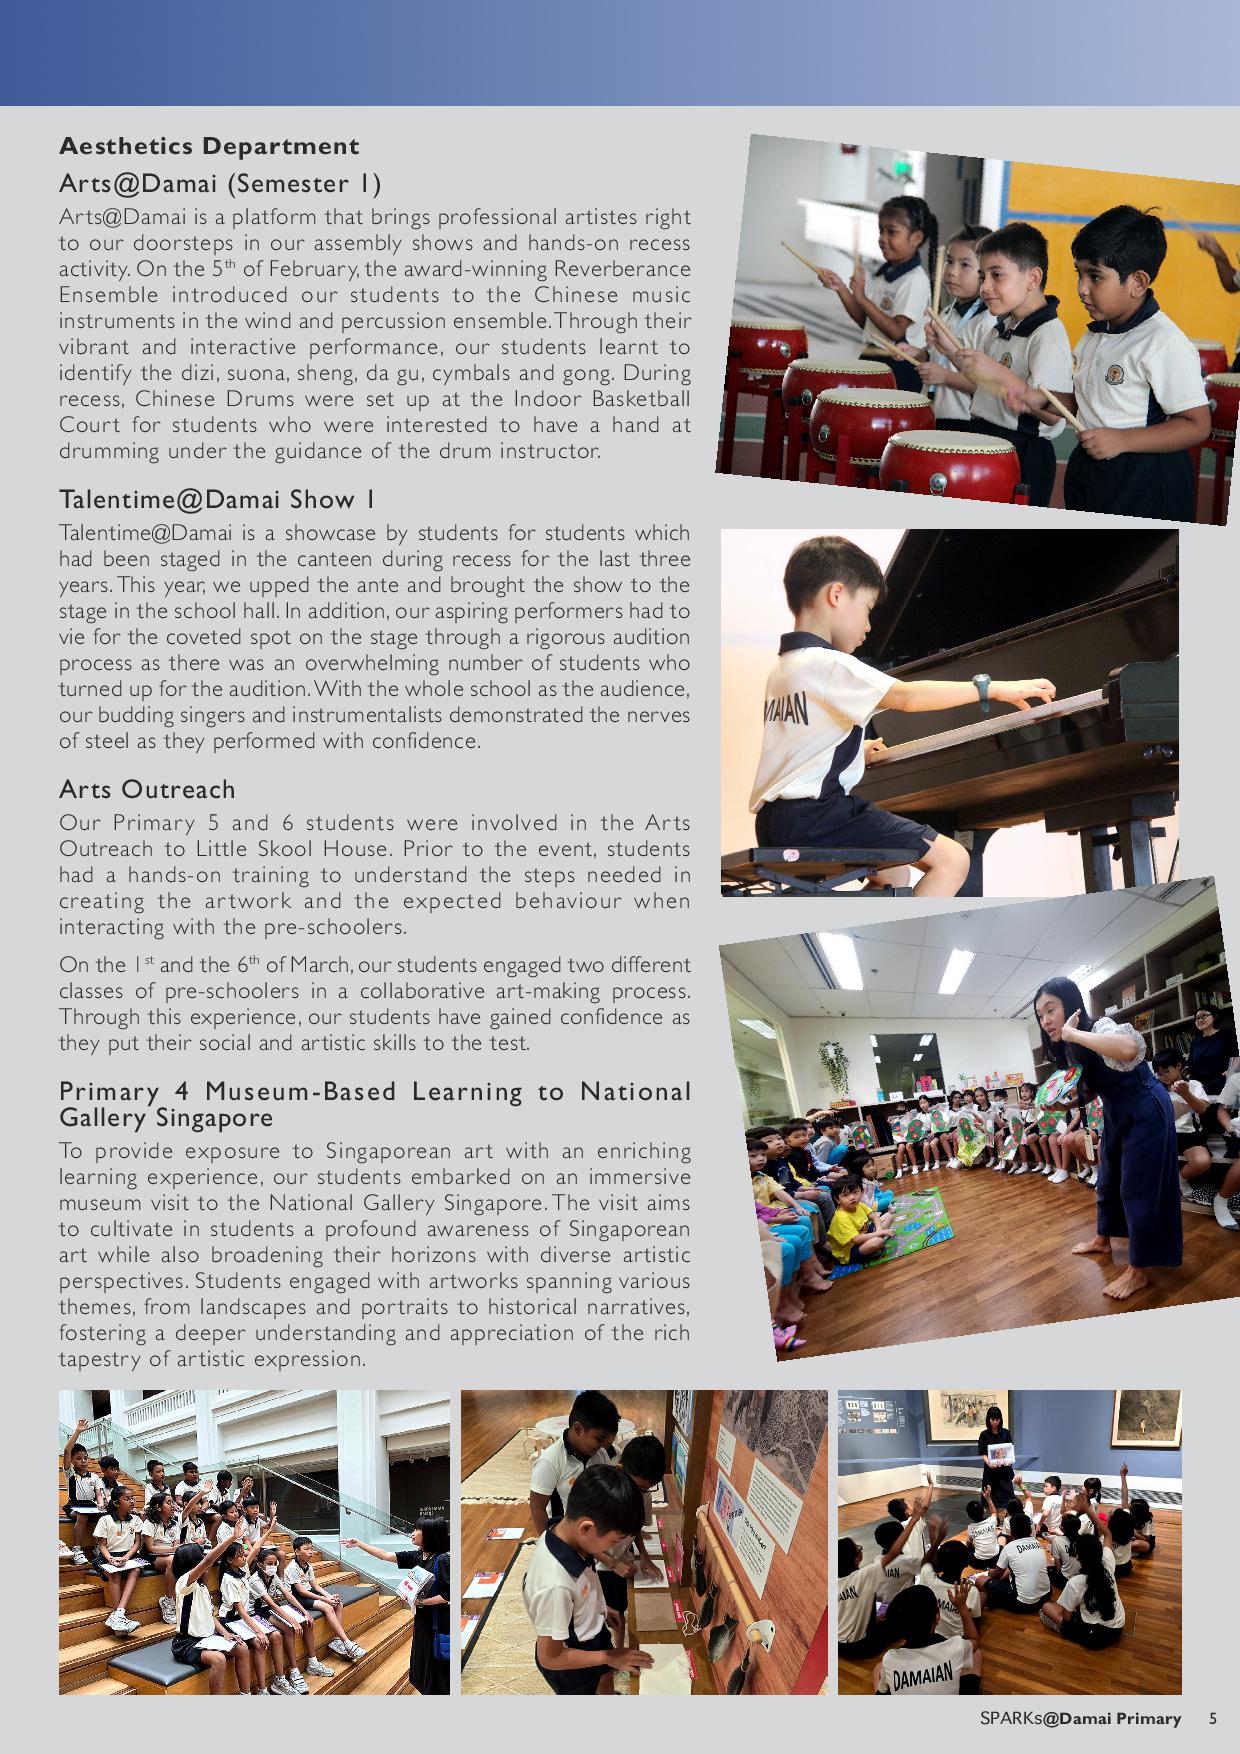 Aesthetics Department
Arts@Damai (Semester 1)
Arts@Damai is a platform that brings professional artistes right
to our doorsteps in our assembly shows and hands-on recess
activity. On the 5th of February, the award-winning Reverberance
Ensemble introduced our students to the Chinese music
instruments in the wind and percussion ensemble. Through their
vibrant and interactive performance, our students learnt to
identify the dizi, suona, sheng, da gu, cymbals and gong. During
recess, Chinese Drums were set up at the Indoor Basketball
Court for students who were interested to have a hand at
drumming under the guidance of the drum instructor.
Talentime@Damai Show 1
Talentime@Damai is a showcase by students for students which
had been staged in the canteen during recess for the last three
years. This year, we upped the ante and brought the show to the
stage in the school hall. In addition, our aspiring performers had to
vie for the coveted spot on the stage through a rigorous audition
process as there was an overwhelming number of students who
turned up for the audition. With the whole school as the audience,
our budding singers and instrumentalists demonstrated the nerves
of steel as they performed with confidence.
Arts Outreach
Our Primary 5 and 6 students were involved in the Arts
Outreach to Little Skool House. Prior to the event, students
had a hands-on training to understand the steps needed in
creating the artwork and the expected behaviour when
interacting with the pre-schoolers.
On the 1st and the 6th of March, our students engaged two different
classes of pre-schoolers in a collaborative art-making process.
Through this experience, our students have gained confidence as
they put their social and artistic skills to the test.
Primary 4 Museum-Based Learning to National
Gallery Singapore
To provide exposure to Singaporean art with an enriching
learning experience, our students embarked on an immersive
museum visit to the National Gallery Singapore. The visit aims
to cultivate in students a profound awareness of Singaporean
art while also broadening their horizons with diverse artistic
perspectives. Students engaged with artworks spanning various
themes, from landscapes and portraits to historical narratives,
fostering a deeper understanding and appreciation of the rich
tapestry of artistic expression.
MAIAN
DAMAIAN
SPARKs@Damai Primary 5